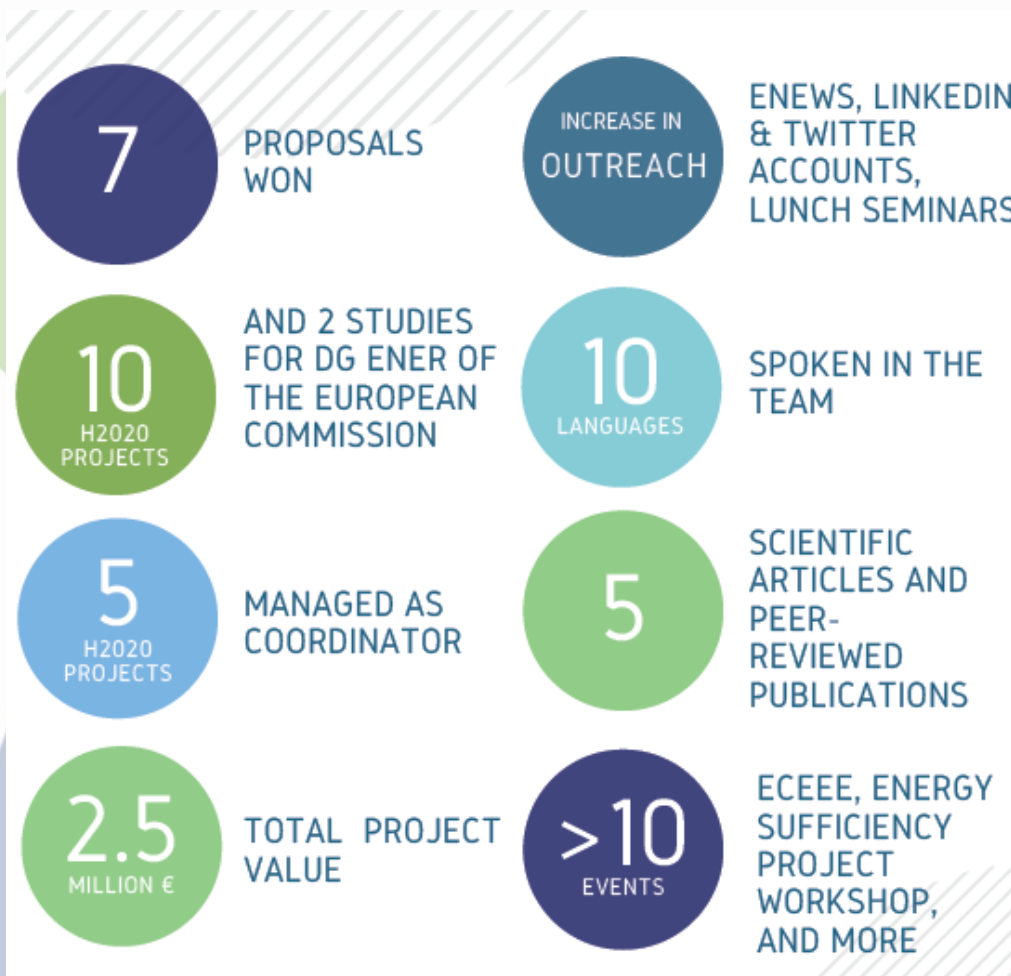 7
PROPOSALS
WON
INCREASE IN
OUTREACH
ENEWS, LINKEDIN
& TWITTER
ACCOUNTS,
LUNCH SEMINARS
10
H2020
PROJECTS
AND 2 STUDIES
FOR DG ENER OF
THE EUROPEAN
COMMISSION
10
LANGUAGES
SPOKEN IN THE
TEAM
5
H2020
PROJECTS
MANAGED AS
COORDINATOR
5
SCIENTIFIC
ARTICLES AND
PEER-
REVIEWED
PUBLICATIONS
2.5
MILLION €
TOTAL PROJECT
VALUE
>10
EVENTS
ECEEE, ENERGY
SUFFICIENCY
PROJECT
WORKSHOP,
AND MORE